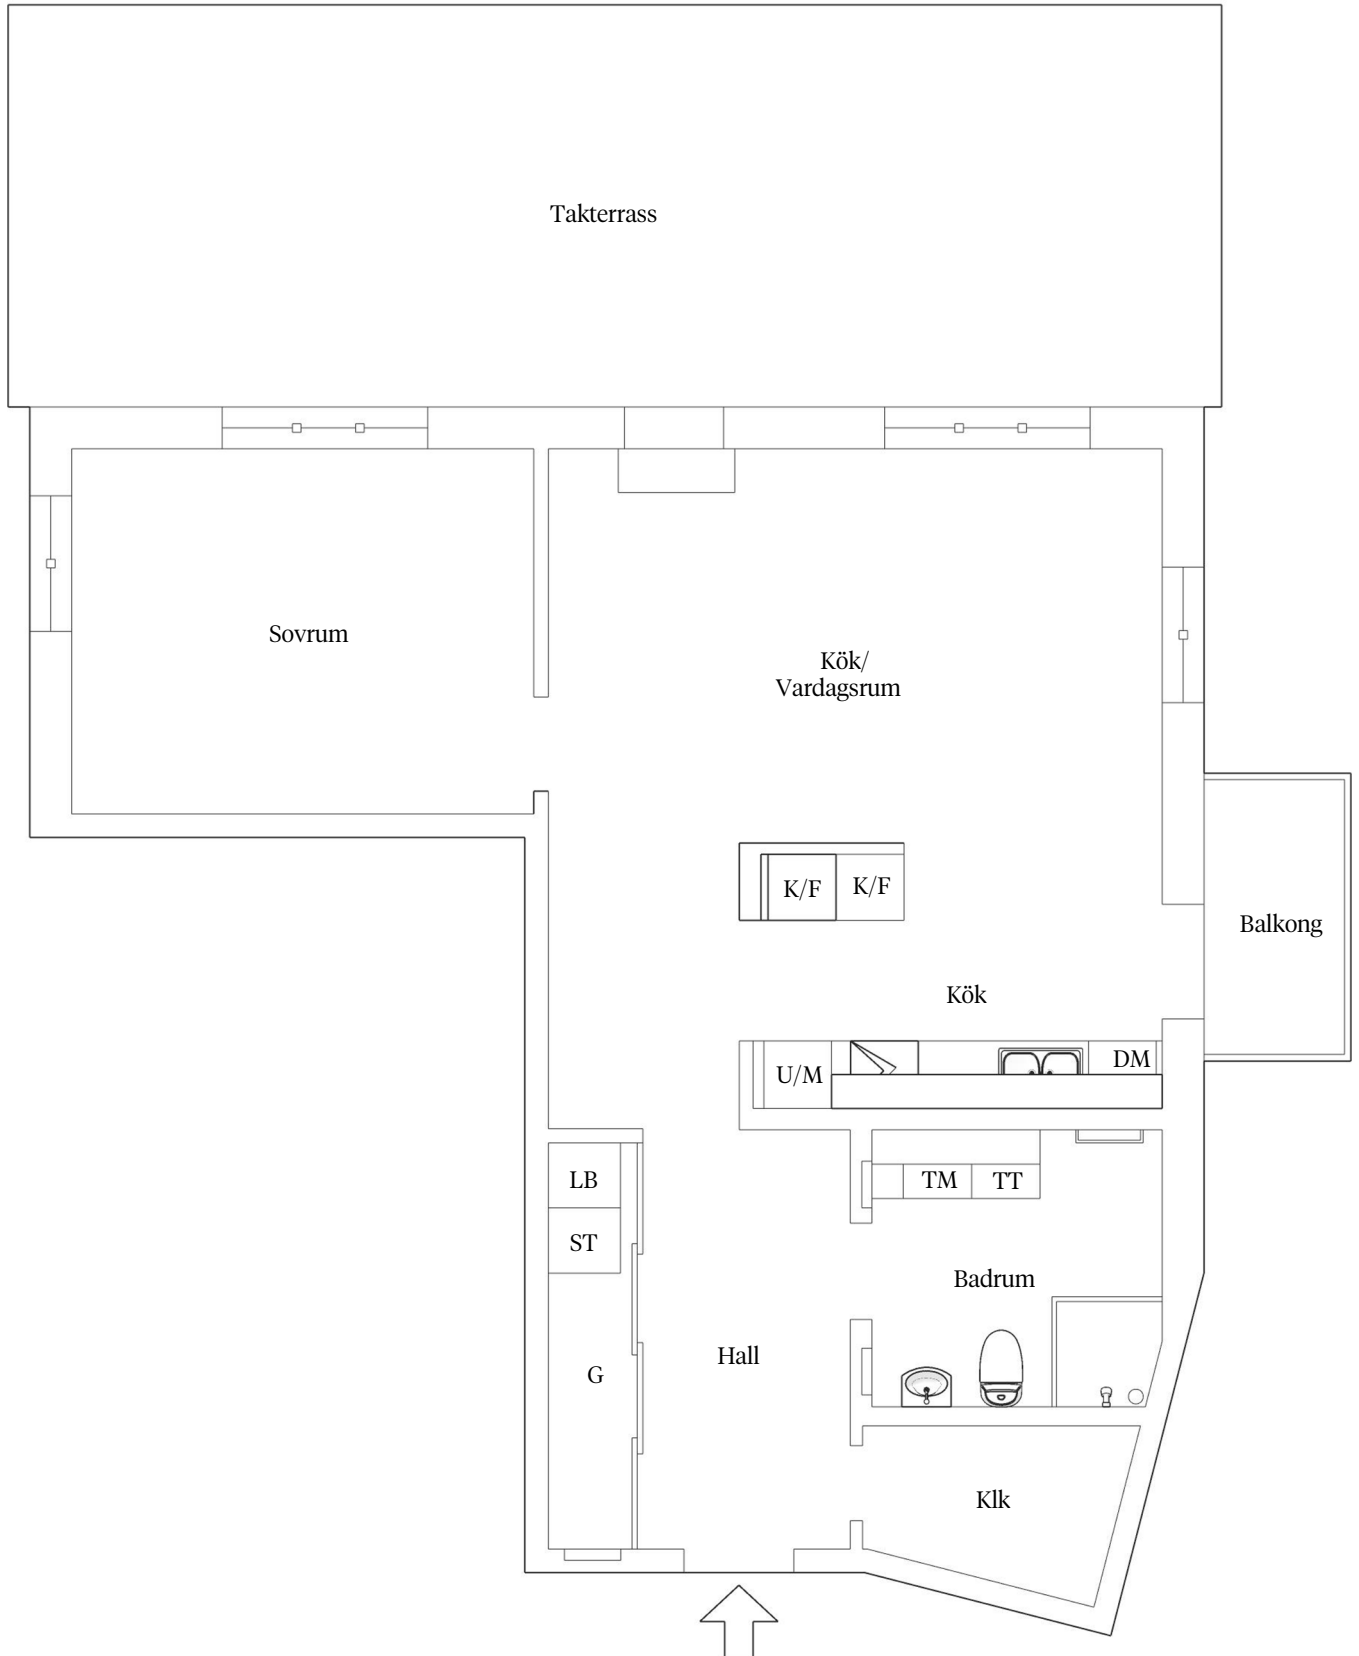 Takterrass
Sovrum
Kök/
Vardagsrum
K/F
K/F
Balkong
Kök
U/M
DM
LB
TM
TT
ST
Badrum
Hall
G
Klk